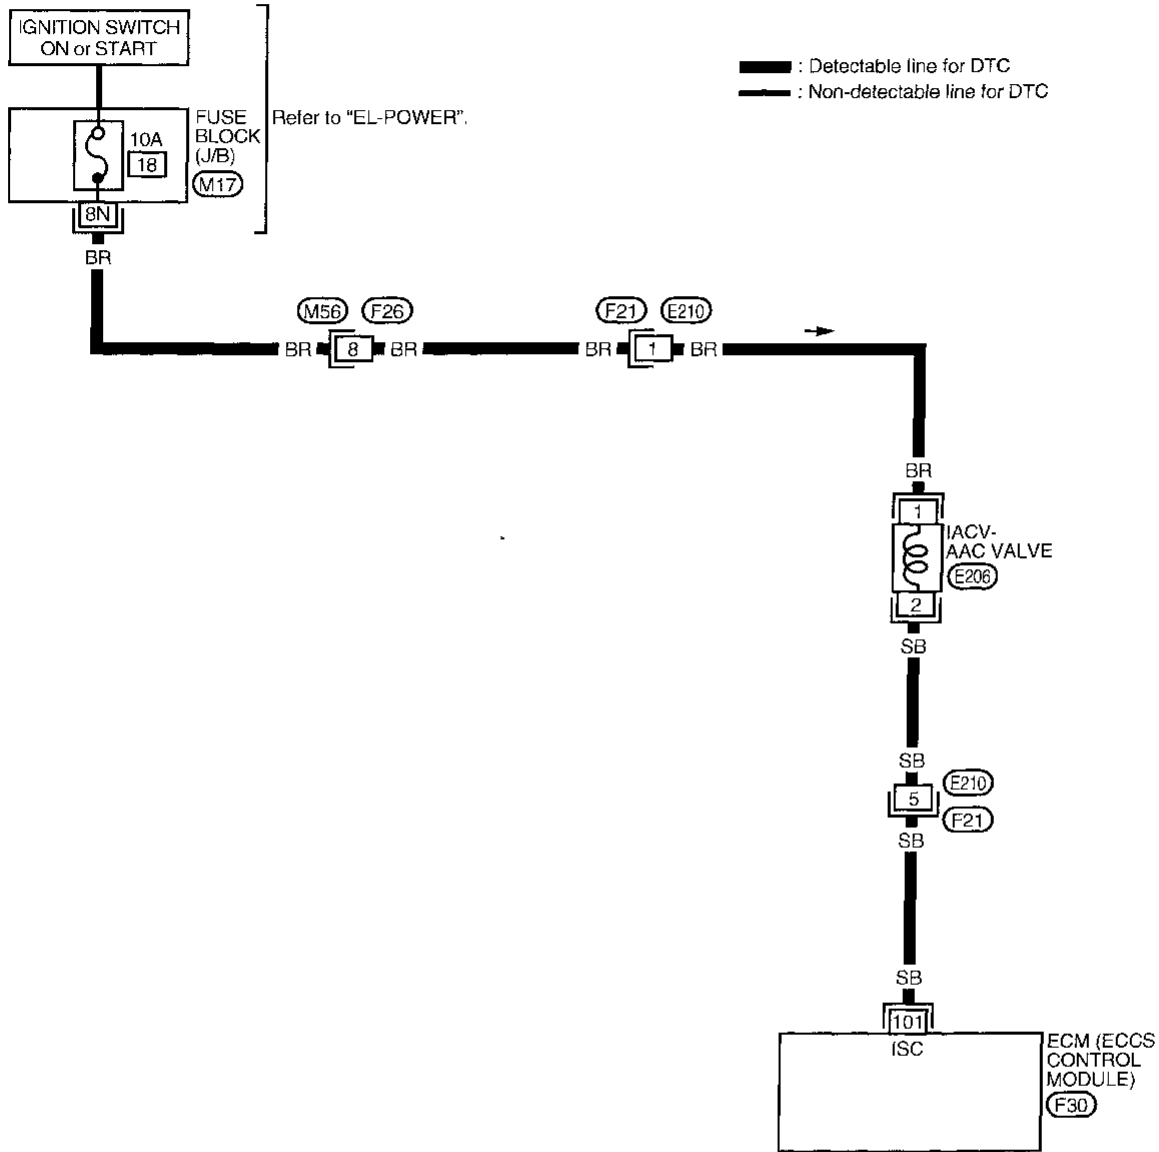 IGNITION SWITCH
ON or START
FUSE
BLOCK
(J/B)
M17
10A
18
8N
BR
Refer to "EL-POWER".
: Detectable line for DTC
: Non-detectable line for DTC
M56
F26
F21
E210
BR
8
BR
BR
1
BR
BR
1
IACV-
AAC VALVE
E206
2
SB
SB
5
E210
F21
SB
SB
101
ISC
ECM (ECCS
CONTROL
MODULE)
F30